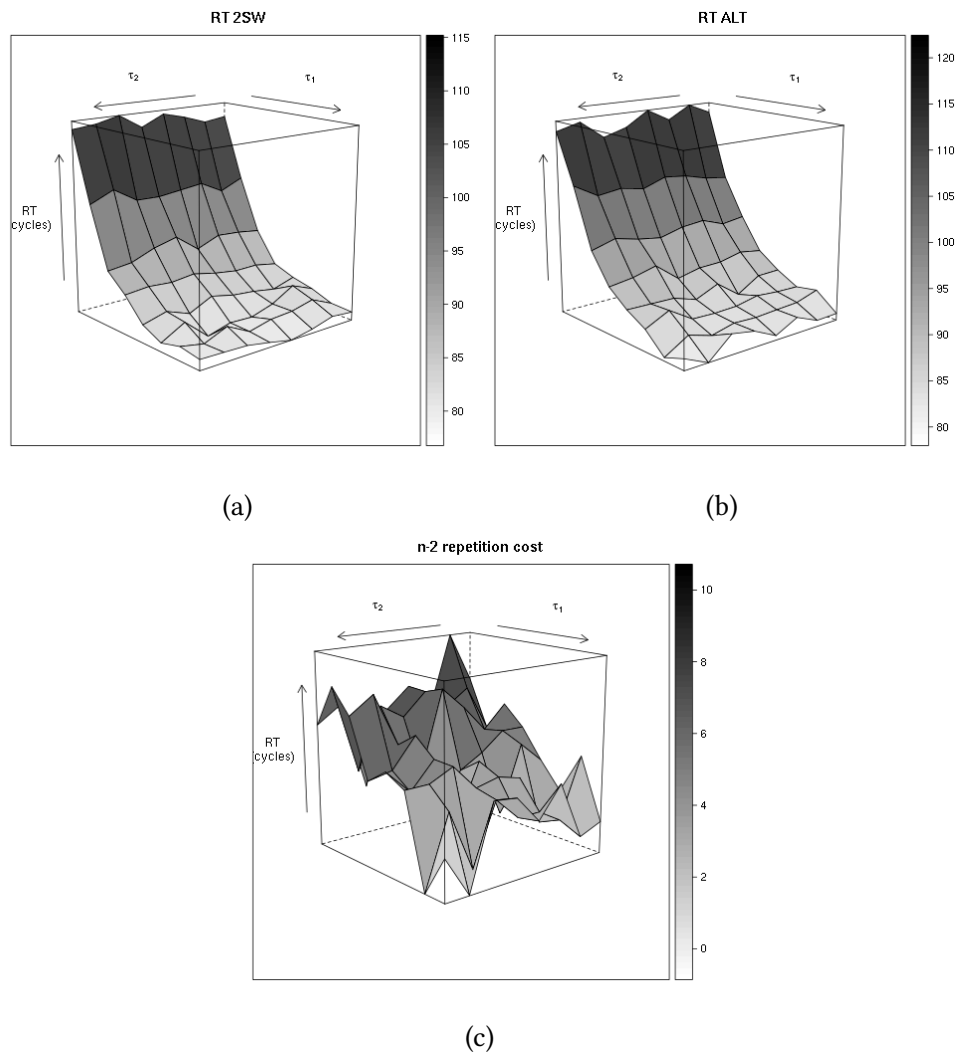 RT 2SW
τ2
τ1
RT
cycles)
115
110
105
100
95
90
85
80
(a)
RT ALT
τ2
τ1
RT
cycles)
120
115
110
105
100
95
90
85
80
(b)
n-2 repetition cost
τ2
τ1
RT
(cycles)
10
8
6
4
2
0
(c)